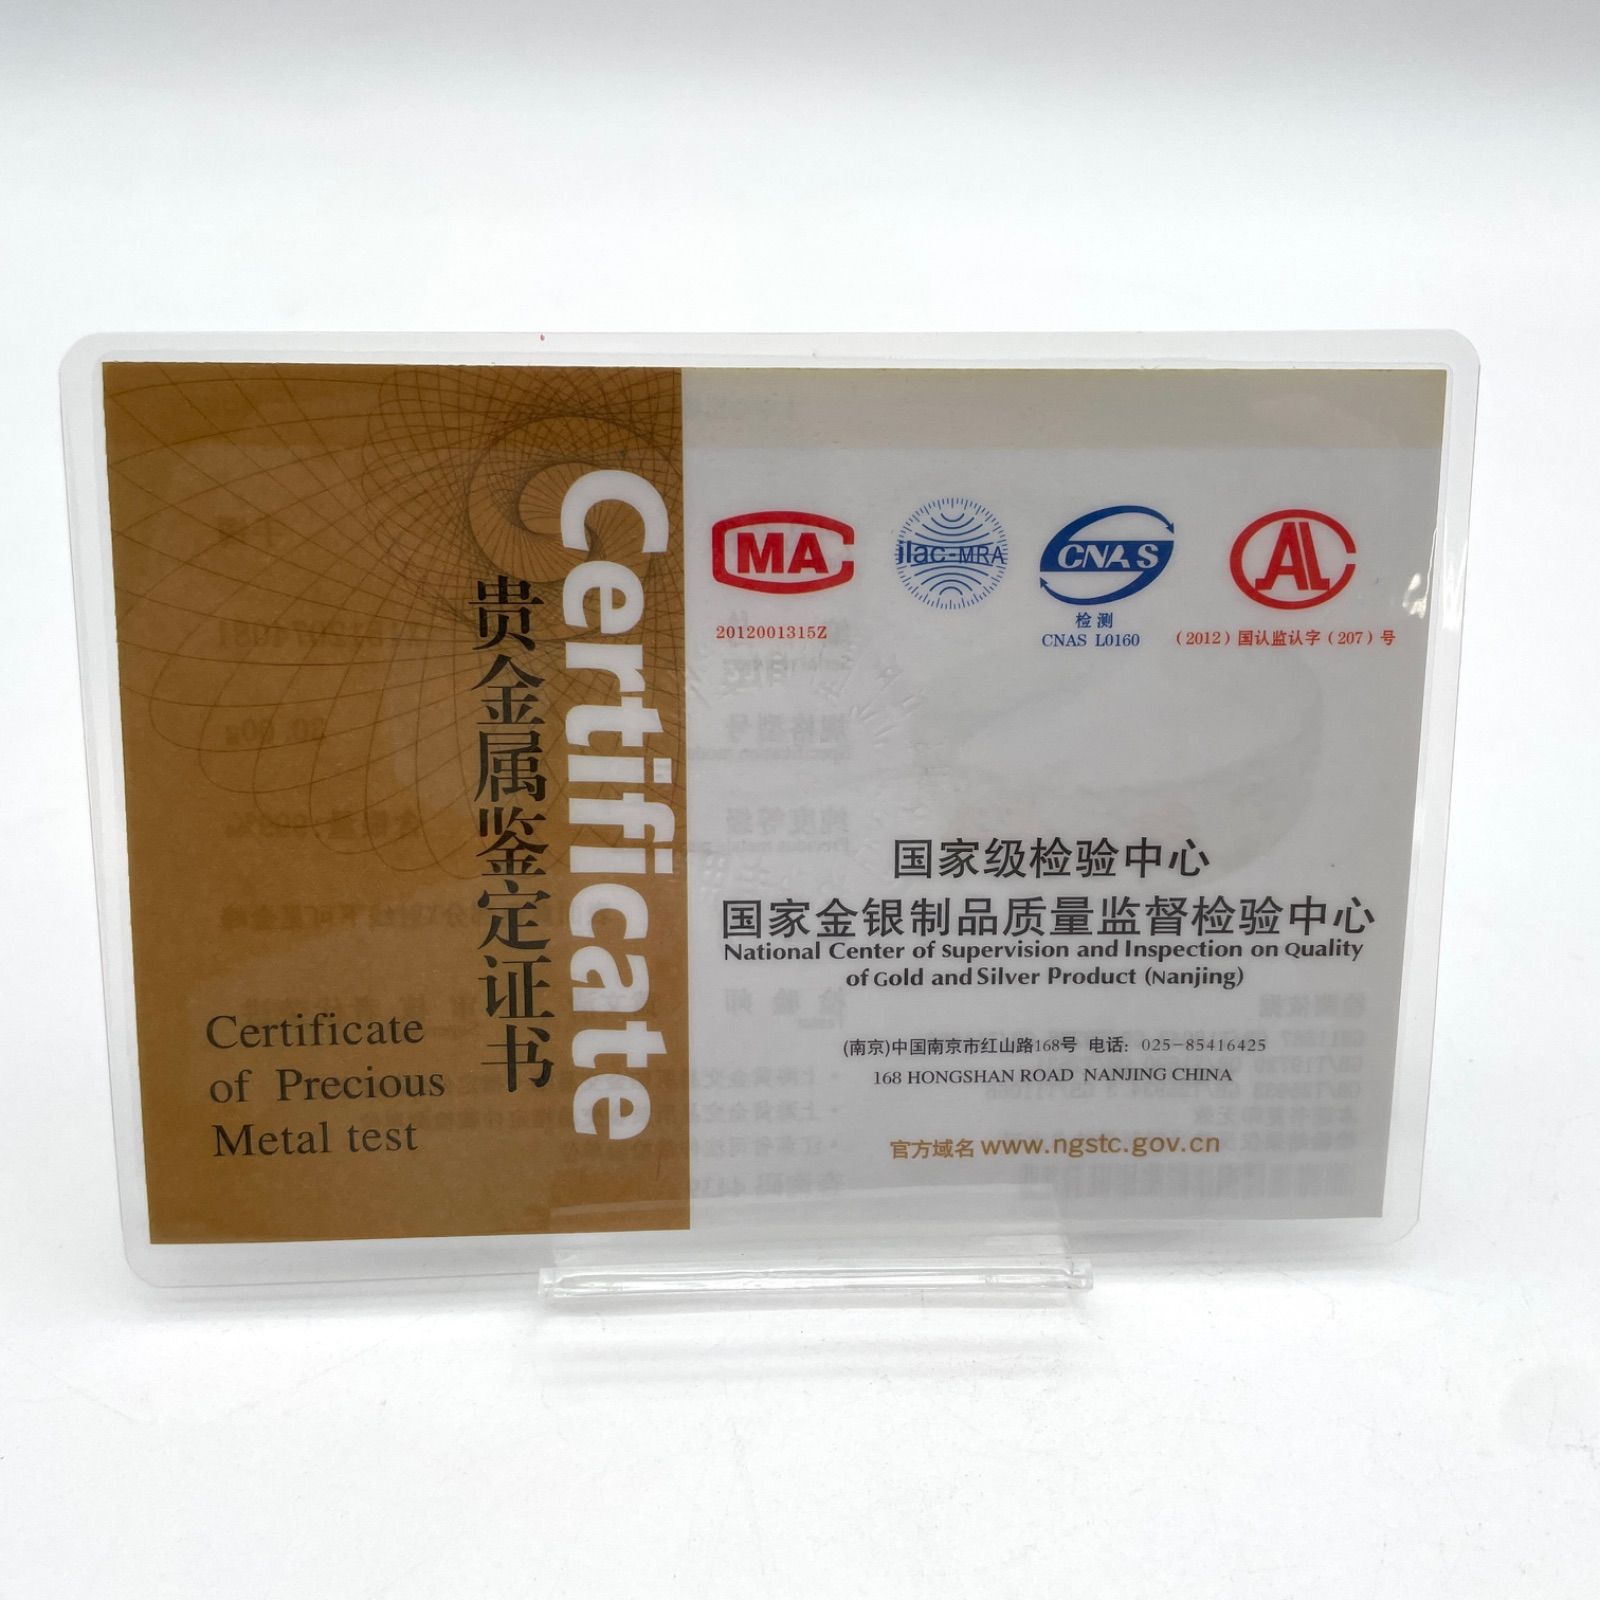 Certificate
贵金属鉴定证书
Certificate
of Precious
Metal test
MA
ilac-MRA
CNAS
AL
检测
2012001315Z
CNAS L0160
(2012)国认监认字(207)号
国家级检验中心
国家金银制品质量监督检验中心
National Center of Supervision and Inspection on Quality
of Gold and Silver Product (Nanjing)
(南京)中国南京市红山路168号 电话: 025-85416425
168 HONGSHAN ROAD NANJING CHINA
官方域名 www.ngstc.gov.cn